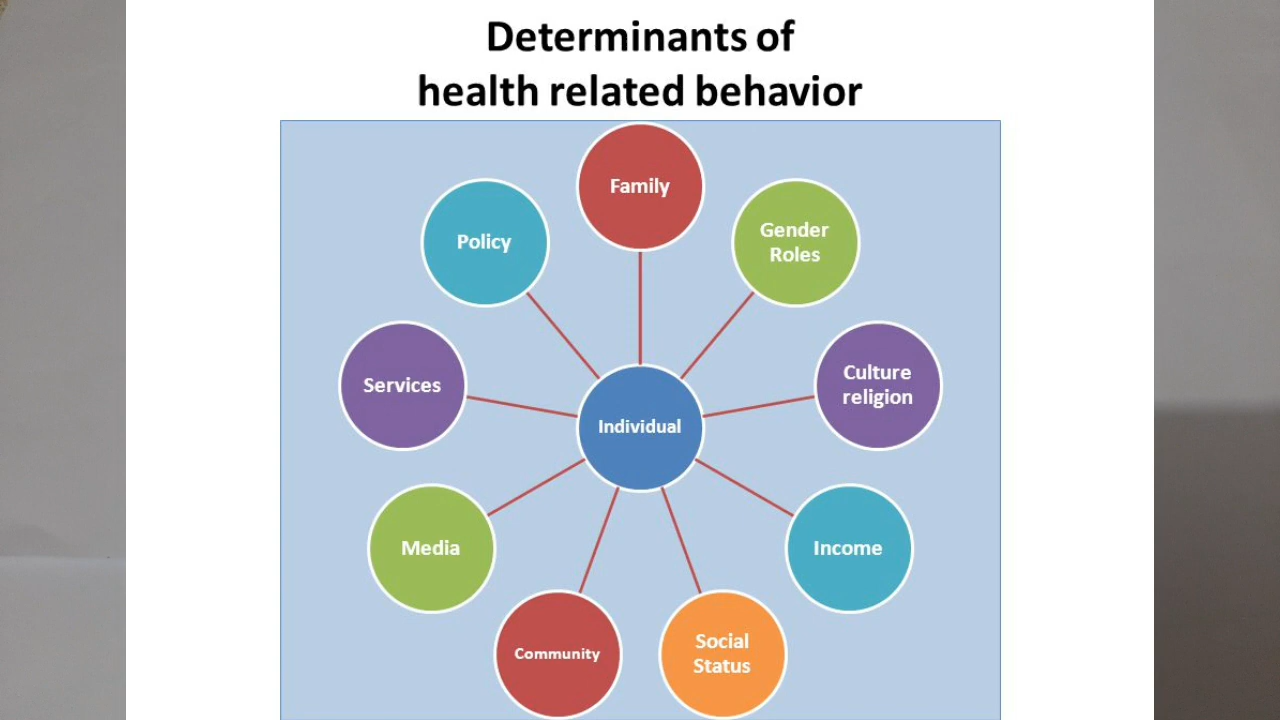 Determinants of
health related behavior
Family
Gender
Roles
Culture
religion
Income
Social
Status
Community
Media
Services
Policy
Individual